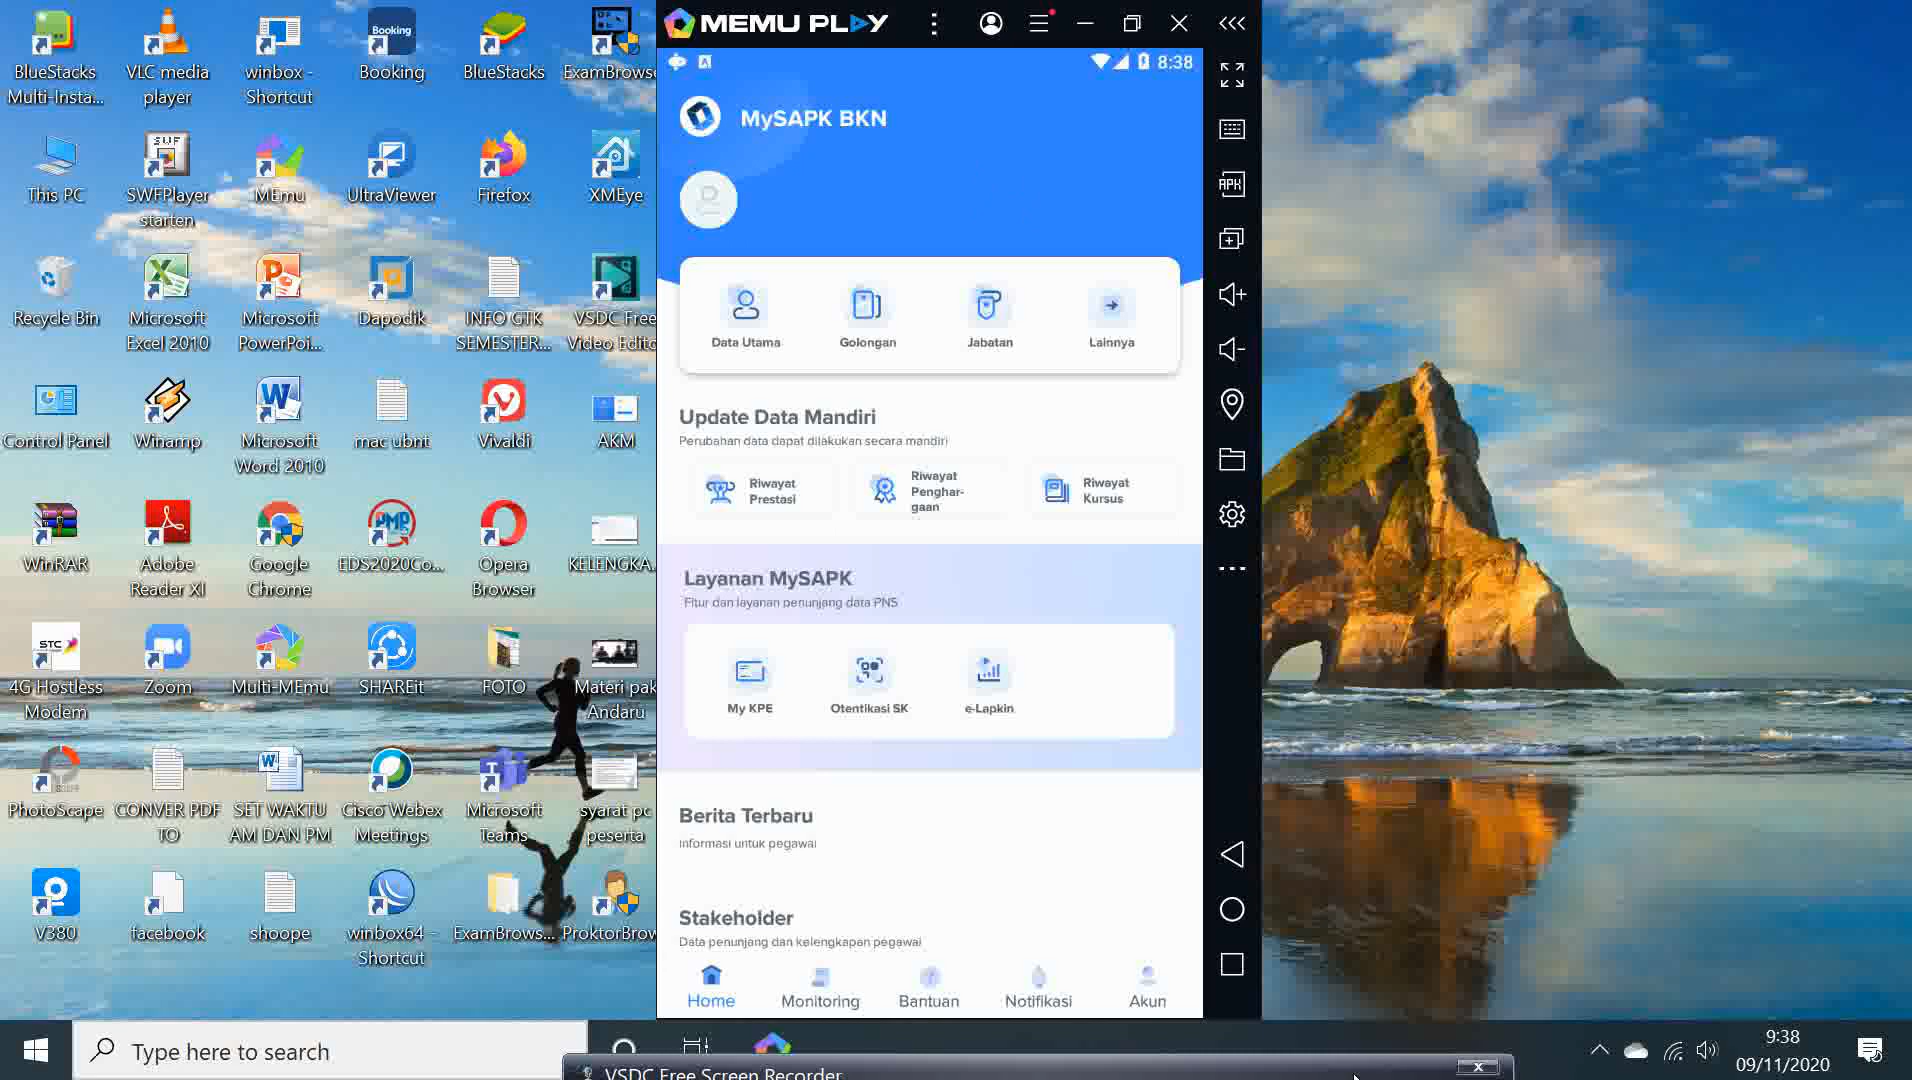 BlueStacks
Multi-Insta...
VLC media
player
winbox -
Shortcut
Booking
Booking
BlueStacks
ExamBrowse
This PC
SWF
SWFPlayer
starten
MEmu
UltraViewer
Firefox
XMEye
Recycle Bin
Microsoft
Excel 2010
Microsoft
PowerPoi...
Dapodik
INFO GTK
SEMESTER...
VSDC Free
Video Edito
Control Panel
Winamp
Microsoft
Word 2010
mac ubnt
Vivaldi
AKM
WinRAR
Adobe
Reader XI
Google
Chrome
PMP
EDS2020Co...
Opera
Browser
KELENGKA...
STC
4G Hostless
Modem
Zoom
Multi-MEmu
SHAREit
FOTO
Materi pak
Andaru
PhotoScape
CONVER PDF
TO
SET WAKTU
AM DAN PM
Cisco Webex
Meetings
Microsoft
Teams
syarat pc
peserta
V380
facebook
shoope
winbox64 -
Shortcut
ExamBrows...
ProktorBrow
MEMU PLAY
8:38
MySAPK BKN
Data Utama
Golongan
Jabatan
Lainnya
Update Data Mandiri
Perubahan data dapat dilakukan secara mandiri
Riwayat
Prestasi
Riwayat
Penghar-
gaan
Riwayat
Kursus
Layanan MySAPK
Fitur dan layanan penunjang data PNS
My KPE
Otentikasi SK
e-Lapkin
Berita Terbaru
Informasi untuk pegawai
Stakeholder
Data penunjang dan kelengkapan pegawai
Home
Monitoring
Bantuan
Notifikasi
Akun
APK
Type here to search
VSDC Free Screen Recorder
9:38
09/11/2020